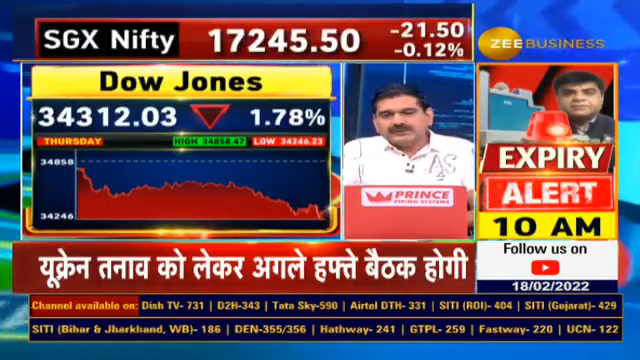 SGX Nifty 17245.50 -21.50 -0.12%
ZEE BUSINESS
Dow Jones
34312.03 1.78%
THURSDAY HIGH 34858.47 LOW 34246.23
34858
34246
AS
PRINCE
PIPING SYSTEMS
EXPIRY
ALERT
10 AM
Follow us on
18/02/2022
यूक्रेन तनाव को लेकर अगले हफ्ते बैठक होगी
Channel available on: Dish TV- 731 | D2H-343 | Tata Sky-590 | Airtel DTH- 331 | SITI (ROI)- 404 | SITI (Gujarat)- 429
SITI (Bihar & Jharkhand, WB)- 186 | DEN-355/356 | Hathway- 241 | GTPL- 259 | Fastway- 220 | UCN- 122